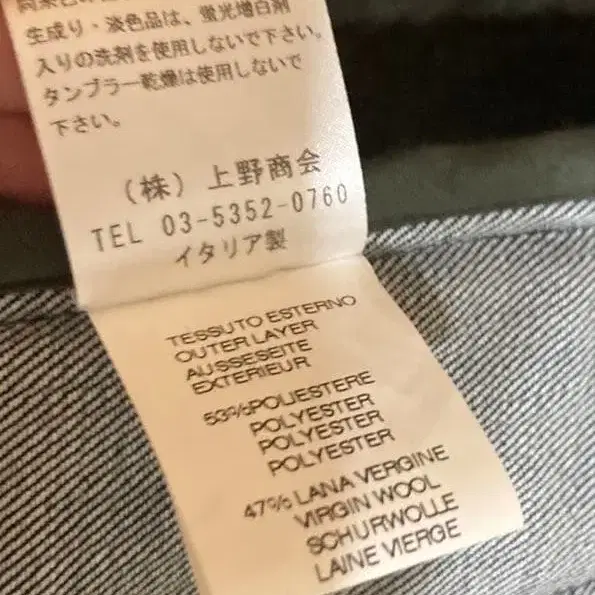 生成り・淡色品は、蛍光増白剤
入りの洗剤を使用しないで下さい。
タンブラー乾燥は使用しないで
下さい。
(株) 上野商会
TEL 03-5352-0760
イタリア製
TESSUTO ESTERNO
OUTER LAYER
AUSSESEITE
EXTERIEUR
53%POLIESTERE
POLYESTER
POLYESTER
POLYESTER
47% LANA VERGINE
VIRGIN WOOL
SCHURWOLLE
LAINE VIERGE